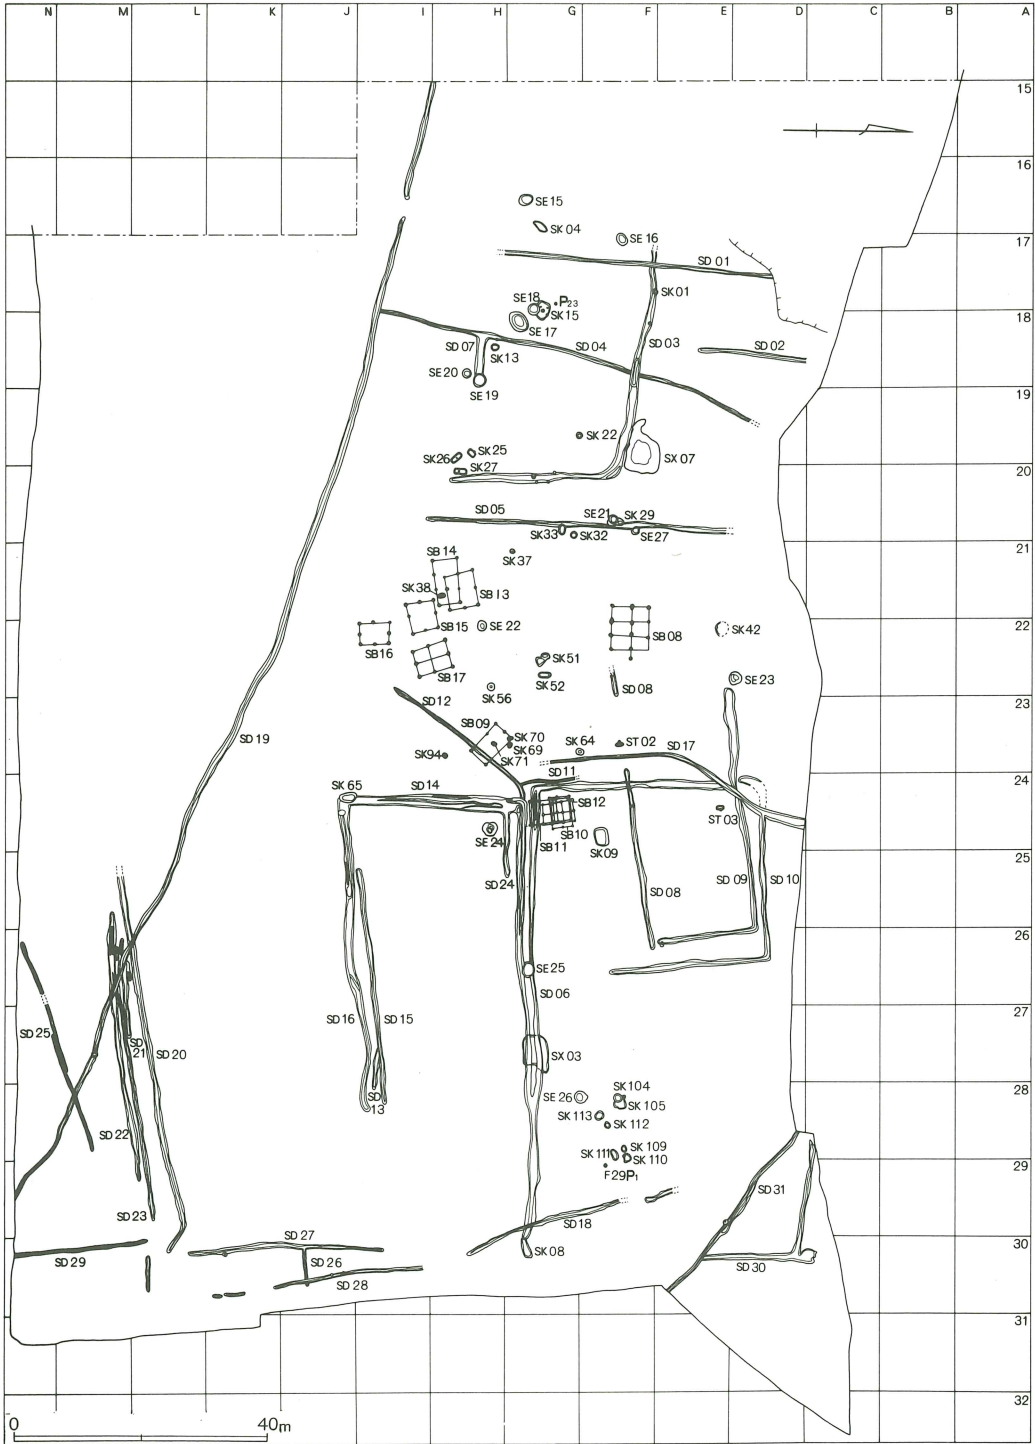 N M L K J I H G F E D C B A
15
16
SE15
SK04
SE16
17
SD01
SK01
SE18
P23
SK15
SE17
18
SD07
SK13
SD04
SD03
SD02
SE20
SE19
19
SK22
SK25
SK26
SK27
SX07
20
SD05
SE21
SK29
SK33
SK32
SE27
21
SB14
SK37
SK38
SB13
SB15
SE22
SB08
SK42
22
SB16
SB17
SK51
SK52
SD08
SE23
SK56
23
SD12
SB09
SK70
SK69
SK71
SK64
ST02
SD17
SD19
SK94
SD11
24
SK65
SD14
SB12
ST03
SE24
SB10
SB11
SK09
25
SD24
SD08
SD09
SD10
26
SE25
SD06
27
SD25
SD21
SD20
SD16
SD15
SX03
28
SD13
SE26
SK104
SK105
SK113
SK112
SD22
SK111
SK109
SK110
29
F29P1
SD23
SD31
SD18
SD27
30
SD29
SD26
SK08
SD30
SD28
31
32
0 40m